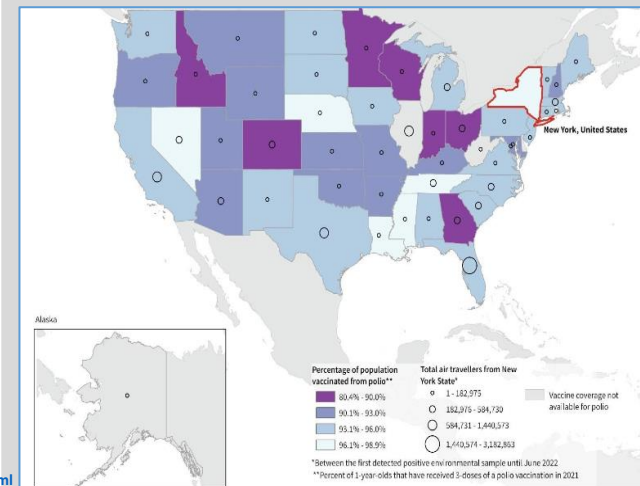 New York, United States
Alaska
Percentage of population
vaccinated from polio**
80.4% - 90.0%
90.1% - 93.0%
93.1% - 96.0%
96.1% - 98.9%
Total air travellers from New
York State*
1 - 182,975
182,976 - 584,730
584,731 - 1,440,573
1,440,574 - 3,182,863
Vaccine coverage not
available for polio
*Between the first detected positive environmental sample until June 2022
**Percent of 1-year-olds that have received 3-doses of a polio vaccination in 2021
ml